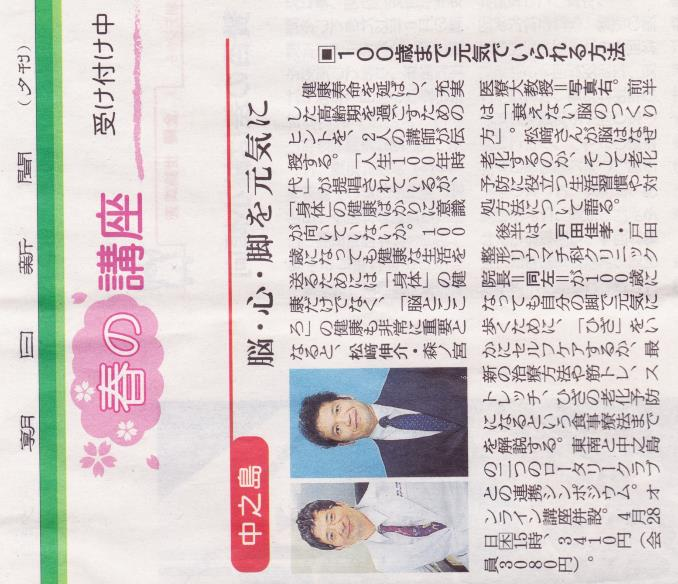 朝日新聞 (夕刊)
春の講座 受け付け中
中之島
脳・心・脚を元気に
■100歳まで元気でいられる方法
健康寿命を延ばし、充実
した高齢期を過ごすための
ヒントを、2人の講師が伝
授する。「人生100年時
代」が提唱されているが、
「身体」の健康ばかりに意識
が向いていないか。100
歳になっても健康な生活を
送るためには「身体」の健
康だけでなく、「脳とここ
ろ」の健康も非常に重要と
なると、松﨑伸介・森ノ宮
医療大教授＝写真右。前半
は「衰えない脳のつくり
方」。松﨑さんが脳はなぜ
老化するのか、そして老化
予防に役立つ生活習慣や対
処方法について語る。
後半は、戸田佳孝・戸田
整形リウマチ科クリニック
院長＝同左＝が100歳に
なっても自分の脚で元気に
歩くために、「ひざ」をい
かにセルフケアするか、最
新の治療方法や筋トレ、ス
トレッチ、ひざの老化予防
になるという食事療法まで
を解説する。東南と中之島
の二つのロータリークラブ
との連携シンポジウム。オ
ンライン講座併設。4月28
日㊍15時、3410円(会
員3080円)。